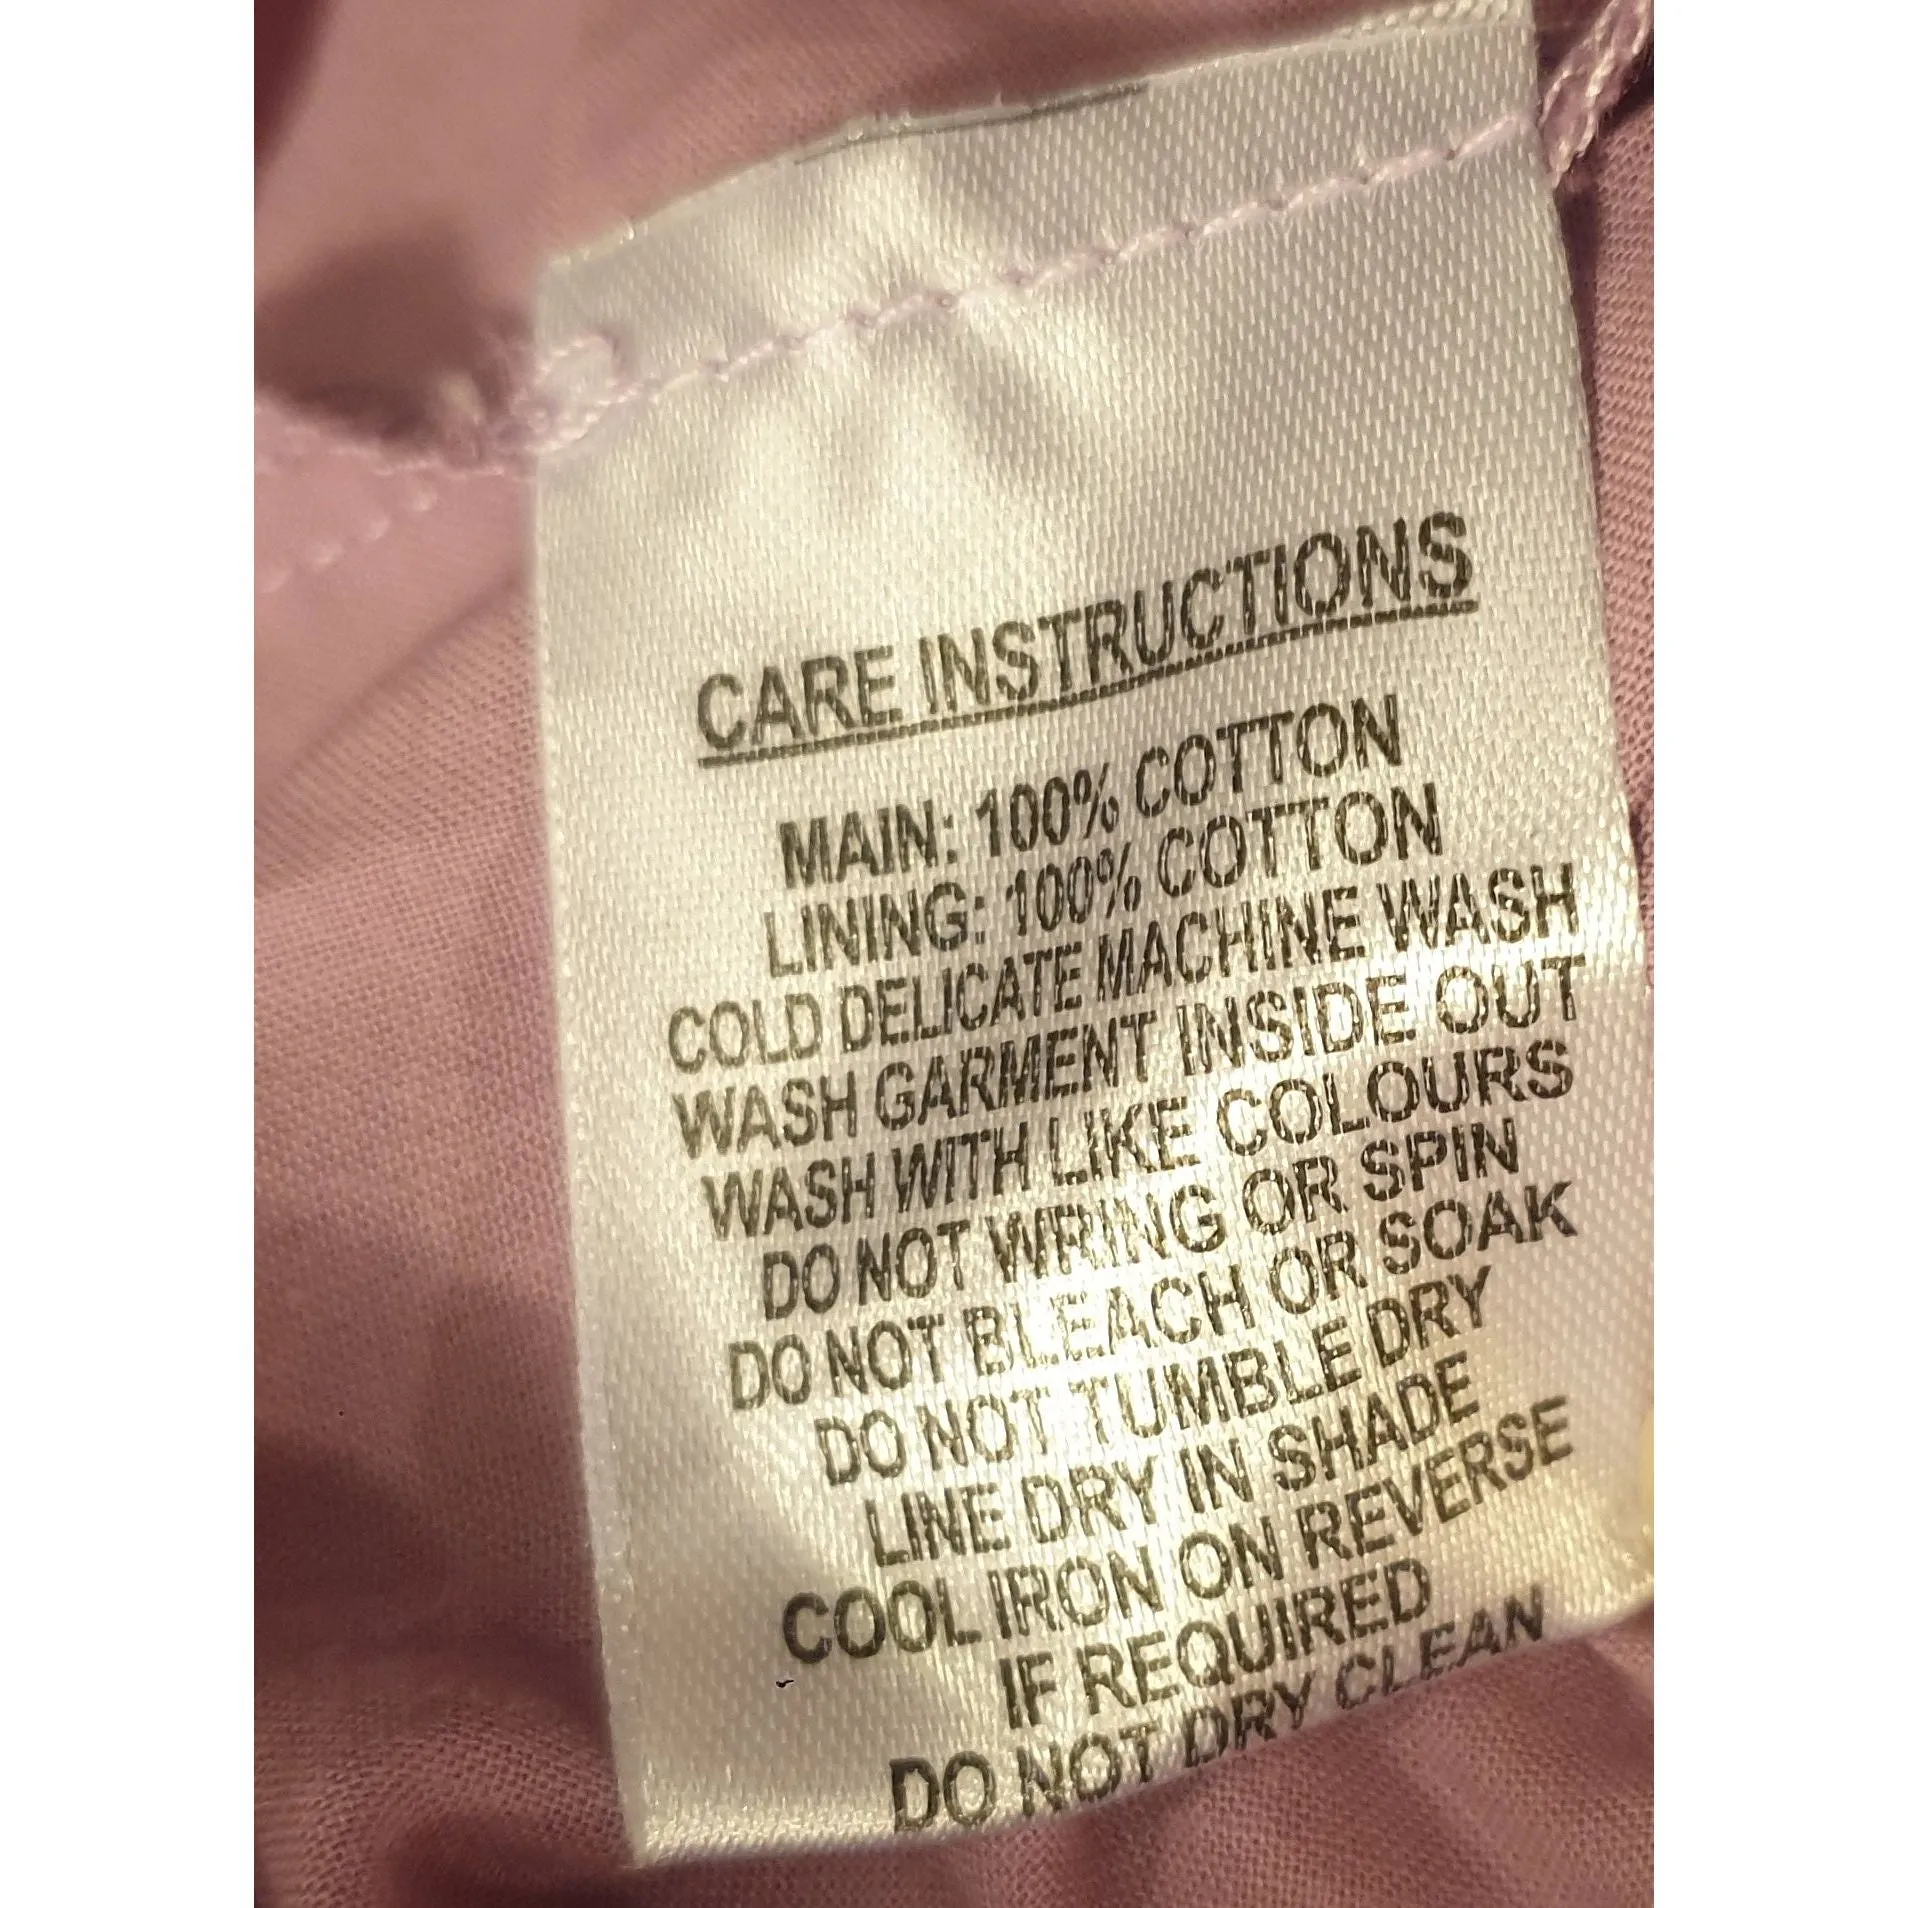 CARE INSTRUCTIONS
MAIN: 100% COTTON
LINING: 100% COTTON
COLD DELICATE MACHINE WASH
WASH GARMENT INSIDE OUT
WASH WITH LIKE COLOURS
DO NOT WRING OR SPIN
DO NOT BLEACH OR SOAK
DO NOT TUMBLE DRY
LINE DRY IN SHADE
COOL IRON ON REVERSE
IF REQUIRED
DO NOT DRY CLEAN